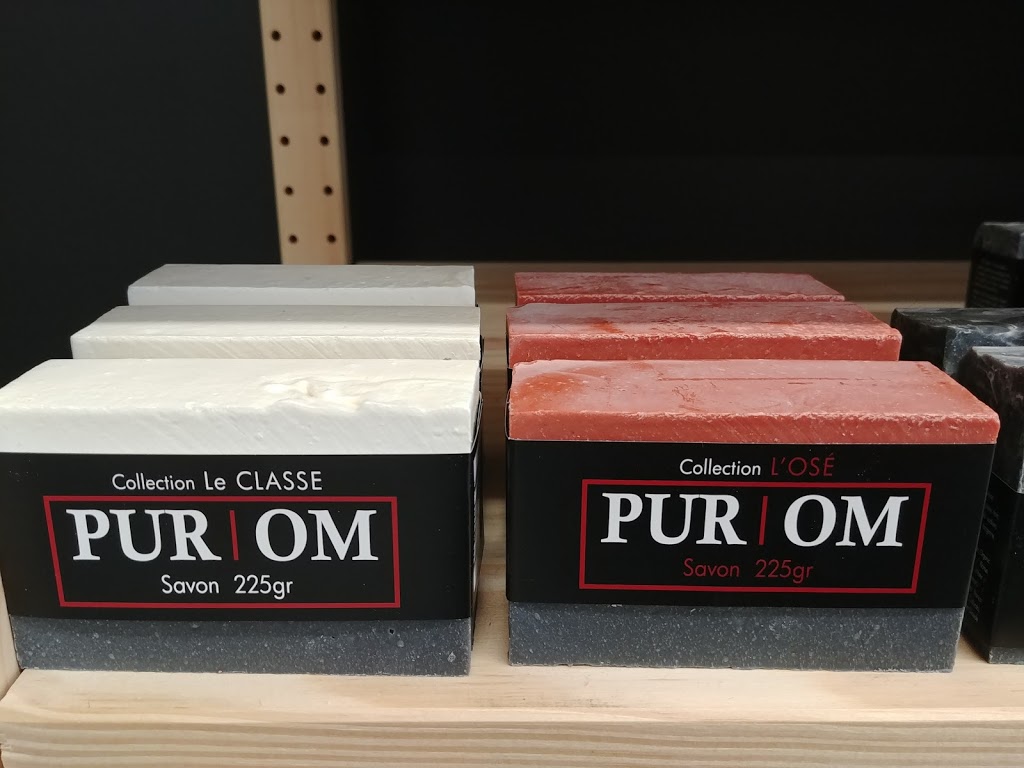 Collection Le CLASSE
PUR|OM
Savon 225gr
Collection L'OSÉ
PUR|OM
Savon 225gr